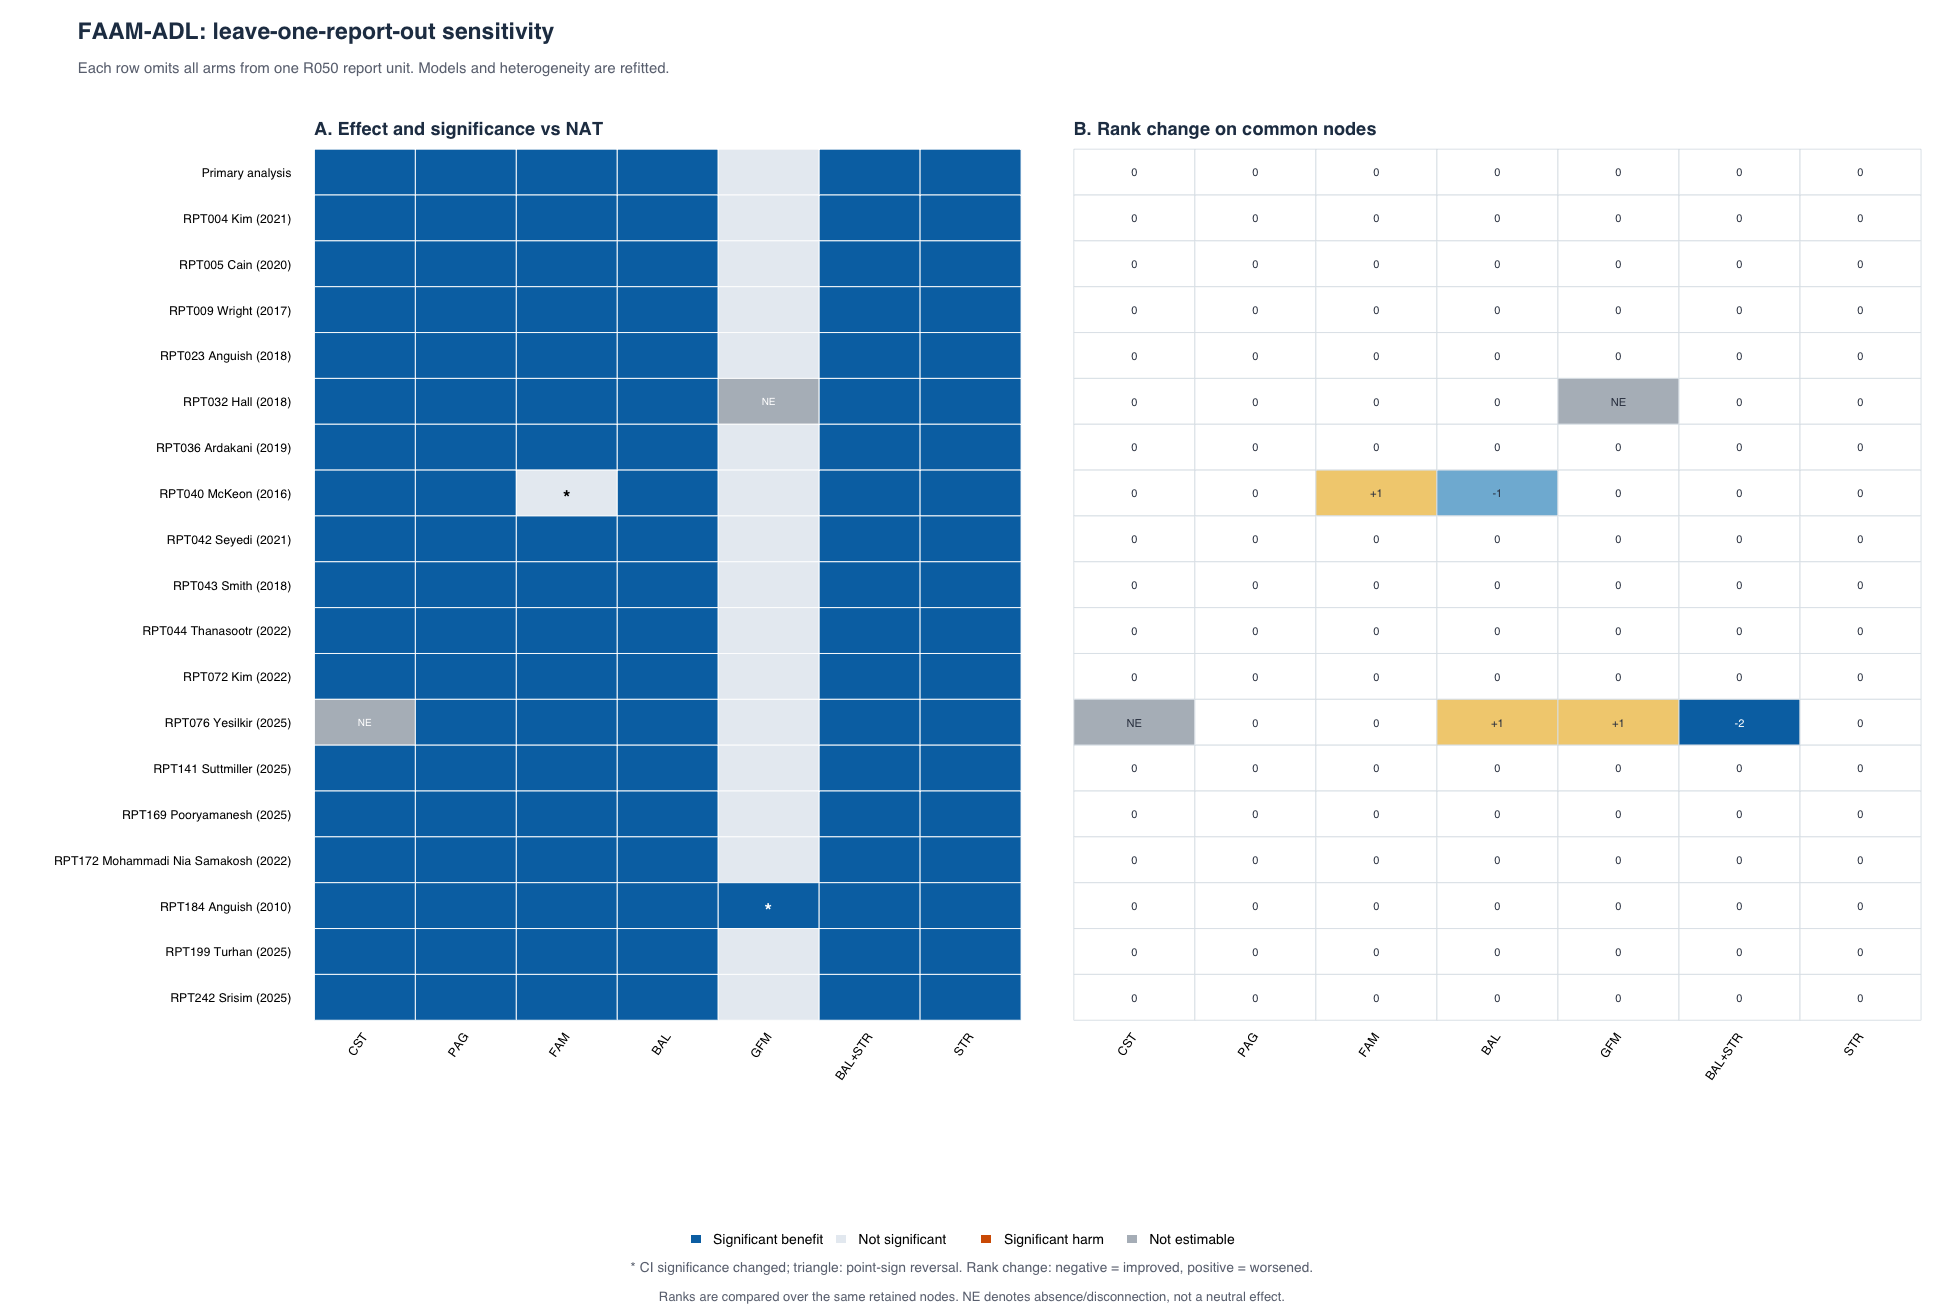 FAAM-ADL: leave-one-report-out sensitivity
Each row omits all arms from one R050 report unit. Models and heterogeneity are refitted.
A. Effect and significance vs NAT
B. Rank change on common nodes
Primary analysis 0 0 0 0 0 0 0
RPT004 Kim (2021) 0 0 0 0 0 0 0
RPT005 Cain (2020) 0 0 0 0 0 0 0
RPT009 Wright (2017) 0 0 0 0 0 0 0
RPT023 Anguish (2018) 0 0 0 0 0 0 0
RPT032 Hall (2018) NE 0 0 0 0 NE 0 0
RPT036 Ardakani (2019) 0 0 0 0 0 0 0
RPT040 McKeon (2016) * 0 0 +1 -1 0 0 0
RPT042 Seyedi (2021) 0 0 0 0 0 0 0
RPT043 Smith (2018) 0 0 0 0 0 0 0
RPT044 Thanasootr (2022) 0 0 0 0 0 0 0
RPT072 Kim (2022) 0 0 0 0 0 0 0
RPT076 Yesilkir (2025) NE NE 0 0 +1 +1 -2 0
RPT141 Suttmiller (2025) 0 0 0 0 0 0 0
RPT169 Pooryamanesh (2025) 0 0 0 0 0 0 0
RPT172 Mohammadi Nia Samakosh (2022) 0 0 0 0 0 0 0
RPT184 Anguish (2010) * 0 0 0 0 0 0 0
RPT199 Turhan (2025) 0 0 0 0 0 0 0
RPT242 Srisim (2025) 0 0 0 0 0 0 0
CST PAG FAM BAL GFM BAL+STR STR
CST PAG FAM BAL GFM BAL+STR STR
Significant benefit Not significant Significant harm Not estimable
* CI significance changed; triangle: point-sign reversal. Rank change: negative = improved, positive = worsened.
Ranks are compared over the same retained nodes. NE denotes absence/disconnection, not a neutral effect.